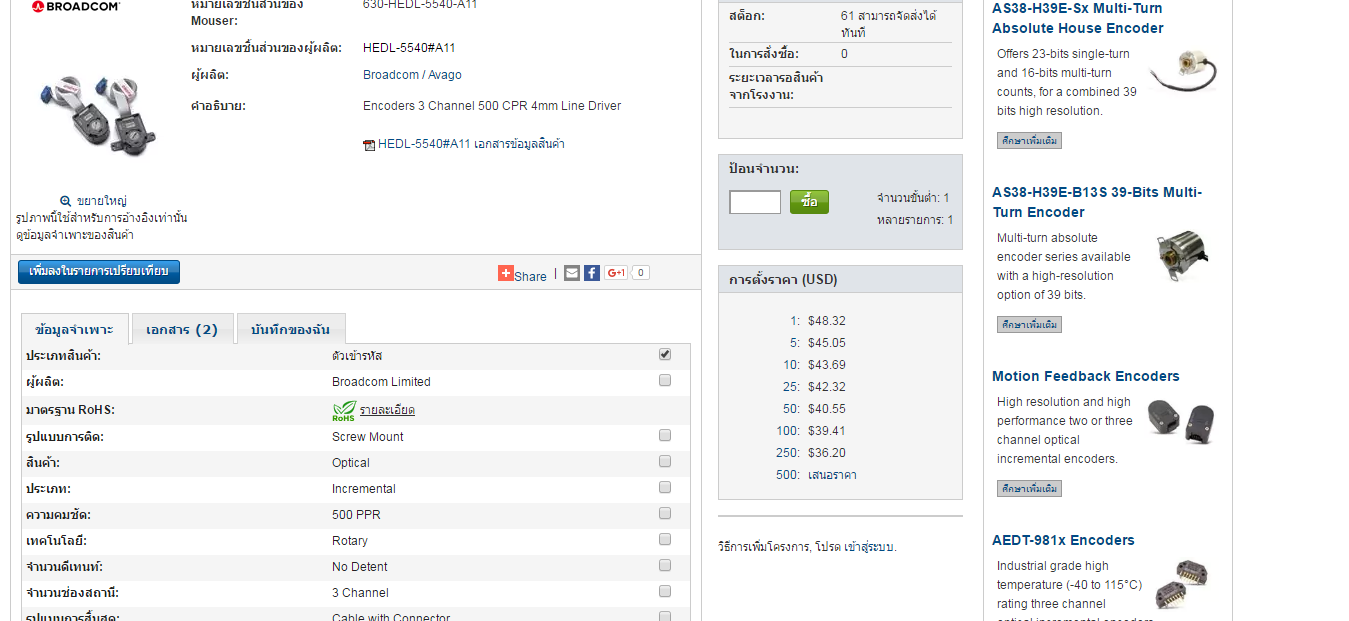 BROADCOM
หมายเลขชิ้นส่วนของ
Mouser:
630-HEDL-5540-A11
หมายเลขชิ้นส่วนของผู้ผลิต:
HEDL-5540#A11
ผู้ผลิต:
Broadcom / Avago
คำอธิบาย:
Encoders 3 Channel 500 CPR 4mm Line Driver
HEDL-5540#A11 เอกสารข้อมูลสินค้า
ขยายใหญ่
รูปภาพนี้ใช้สำหรับการอ้างอิงเท่านั้น
ดูข้อมูลจำเพาะของสินค้า
เพิ่มลงในรายการเปรียบเทียบ
Share
|
G+1
0
ข้อมูลจำเพาะ
เอกสาร (2)
บันทึกของฉัน
ประเภทสินค้า:
ตัวเข้ารหัส
ผู้ผลิต:
Broadcom Limited
มาตรฐาน RoHS:
RoHS
รายละเอียด
รูปแบบการติด:
Screw Mount
สินค้า:
Optical
ประเภท:
Incremental
ความคมชัด:
500 PPR
เทคโนโลยี:
Rotary
จำนวนดีเทนท์:
No Detent
จำนวนช่องสถานี:
3 Channel
รูปแบบการสิ้นสุด:
Cable with Connector
สต็อก:
61 สามารถจัดส่งได้
ทันที
ในการสั่งซื้อ:
0
ระยะเวลารอสินค้า
จากโรงงาน:
ป้อนจำนวน:
ซื้อ
จำนวนขั้นต่ำ: 1
หลายรายการ: 1
การตั้งราคา (USD)
1: $48.32
5: $45.05
10: $43.69
25: $42.32
50: $40.55
100: $39.41
250: $36.20
500: เสนอราคา
วิธีการเพิ่มโครงการ, โปรด เข้าสู่ระบบ.
AS38-H39E-Sx Multi-Turn
Absolute House Encoder
Offers 23-bits single-turn
and 16-bits multi-turn
counts, for a combined 39
bits high resolution.
ศึกษาเพิ่มเติม
AS38-H39E-B13S 39-Bits Multi-
Turn Encoder
Multi-turn absolute
encoder series available
with a high-resolution
option of 39 bits.
ศึกษาเพิ่มเติม
Motion Feedback Encoders
High resolution and high
performance two or three
channel optical
incremental encoders.
ศึกษาเพิ่มเติม
AEDT-981x Encoders
Industrial grade high
temperature (-40 to 115°C)
rating three channel
optical incremental encoders